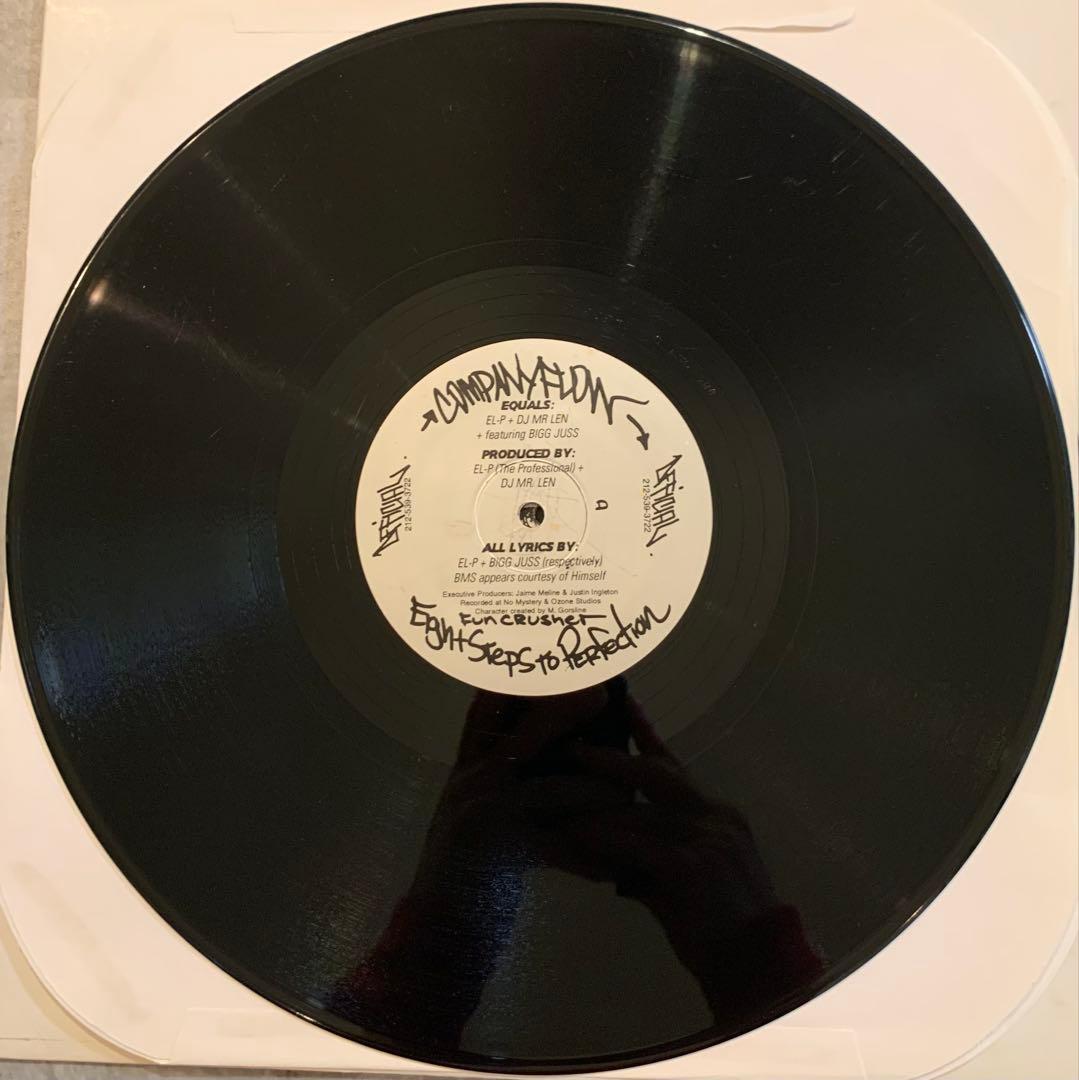 COMPANY FLOW
EQUALS:
EL-P + DJ MR LEN
+ featuring BIGG JUSS
PRODUCED BY:
EL-P (The Professional) +
DJ MR. LEN
OFFICIAL
212-539-3722
A
OFFICIAL
212-539-3722
ALL LYRICS BY:
EL-P + BIGG JUSS (respectively)
BMS appears courtesy of Himself
Executive Producers: Jaime Meline & Justin Ingleton
Recorded at No Mystery & Ozone Studios
Character created by M. Gorsline
FUNCRUSHER
Eight Steps to PERFection